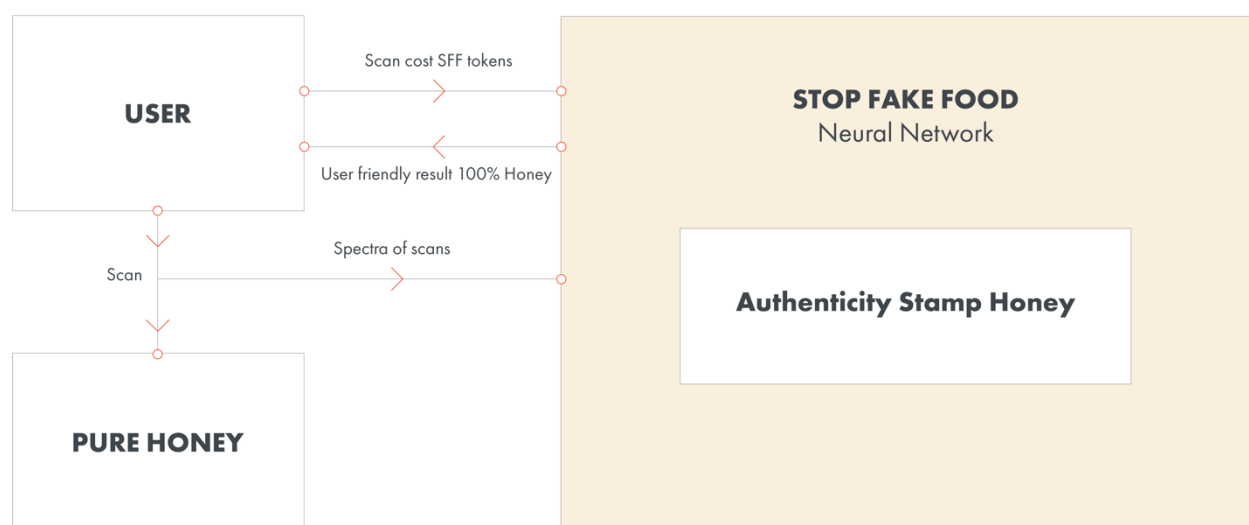 Scan cost SFF tokens
USER
STOP FAKE FOOD
Neural Network
User friendly result 100% Honey
Spectra of scans
Scan
Authenticity Stamp Honey
PURE HONEY